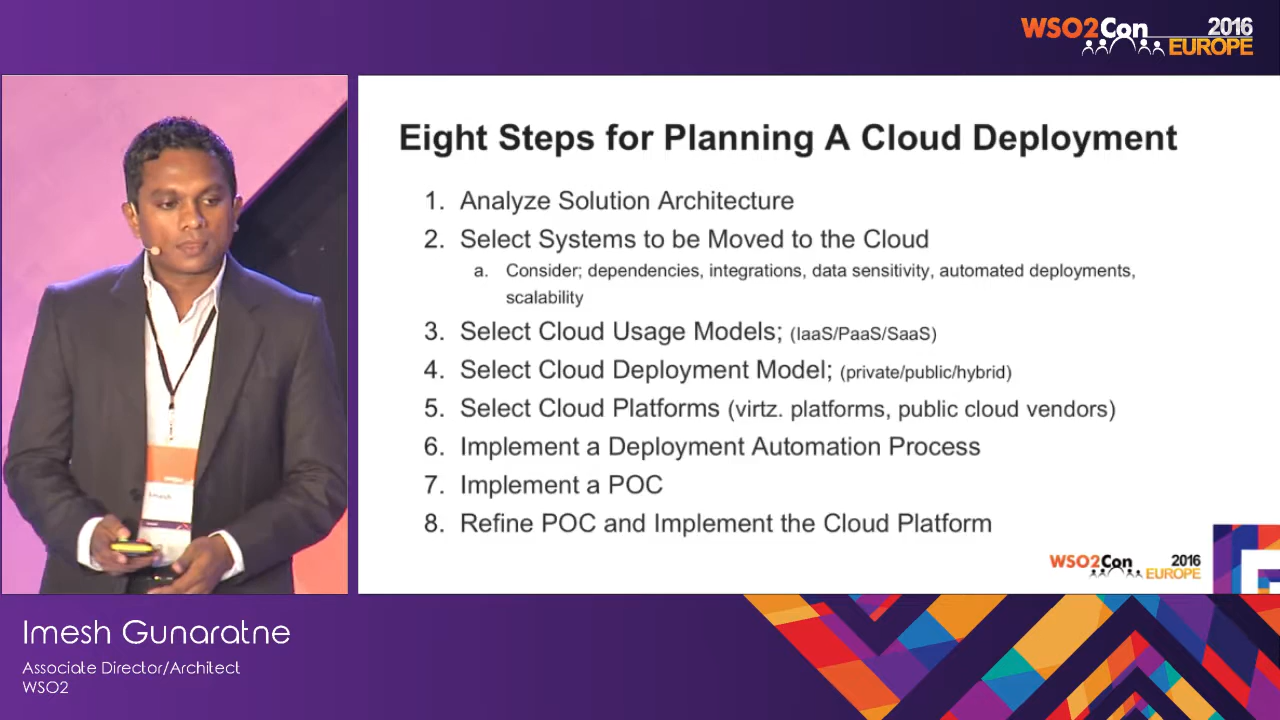 WSO2Con 2016
EUROPE
Eight Steps for Planning A Cloud Deployment
1. Analyze Solution Architecture
2. Select Systems to be Moved to the Cloud
a. Consider; dependencies, integrations, data sensitivity, automated deployments,
scalability
3. Select Cloud Usage Models; (IaaS/PaaS/SaaS)
4. Select Cloud Deployment Model; (private/public/hybrid)
5. Select Cloud Platforms (virtz. platforms, public cloud vendors)
6. Implement a Deployment Automation Process
7. Implement a POC
8. Refine POC and Implement the Cloud Platform
WSO2Con 2016
EUROPE
Imesh
Imesh Gunaratne
Associate Director/Architect
WSO2